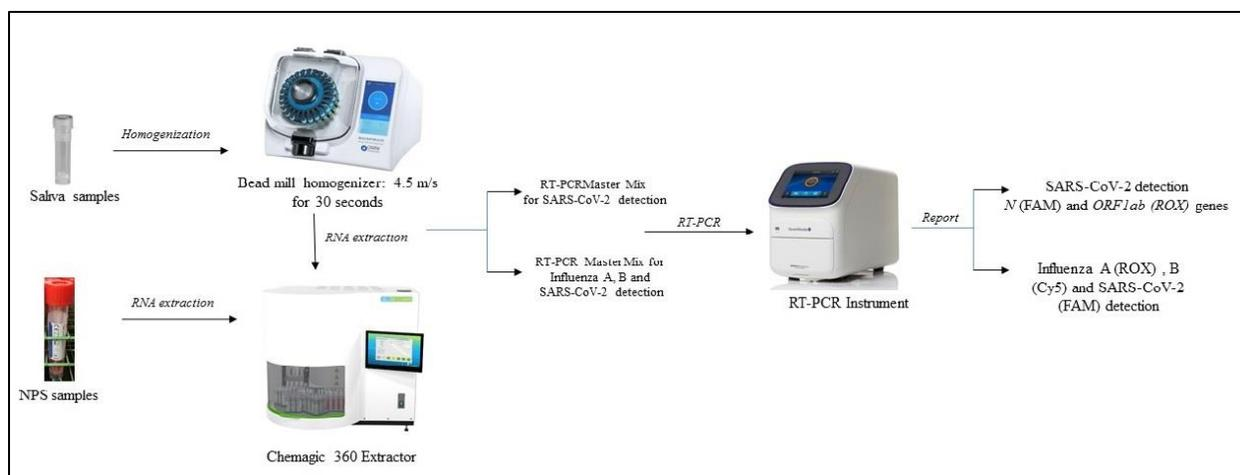 Homogenization
Saliva samples
Bead mill homogenizer: 4.5 m/s
for 30 seconds
RNA extraction
RNA extraction
NPS samples
Chemagic 360 Extractor
RT-PCRMaster Mix
for SARS-CoV-2 detection
RT-PCR MasterMix for
Influenza A, B and
SARS-CoV-2 detection
RT-PCR
RT-PCR Instrument
Report
SARS-CoV-2 detection
N (FAM) and ORF1ab (ROX) genes
Influenza A (ROX) , B
(Cy5) and SARS-CoV-2
(FAM) detection